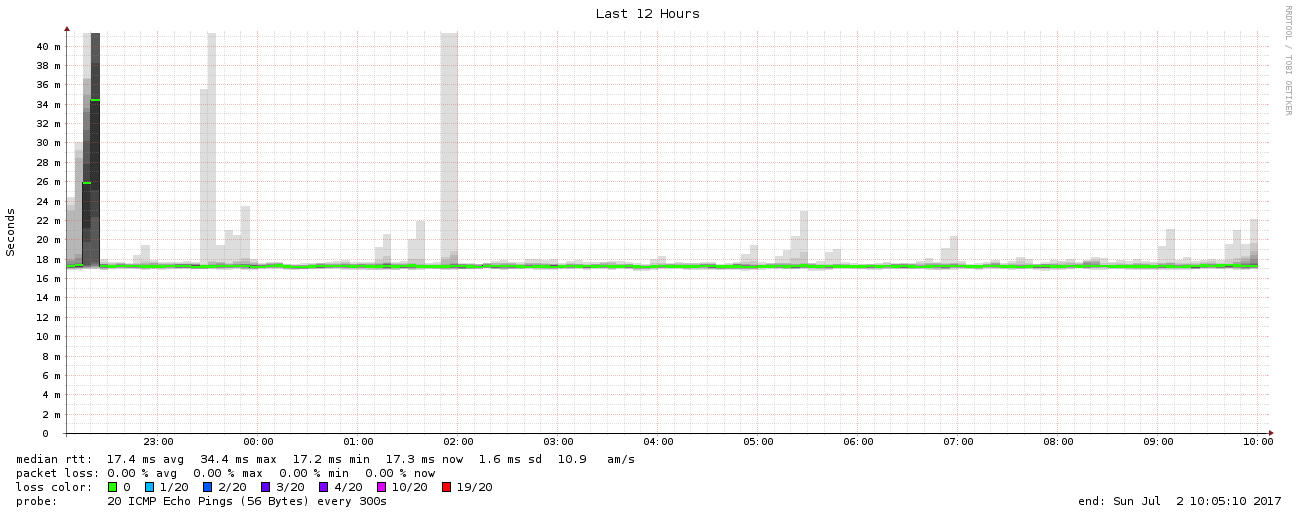 Last 12 Hours
RRDTOOL / TOBI OETIKER
Seconds
40 m
38 m
36 m
34 m
32 m
30 m
28 m
26 m
24 m
22 m
20 m
18 m
16 m
14 m
12 m
10 m
8 m
6 m
4 m
2 m
0
23:00 00:00 01:00 02:00 03:00 04:00 05:00 06:00 07:00 08:00 09:00 10:00
median rtt: 17.4 ms avg 34.4 ms max 17.2 ms min 17.3 ms now 1.6 ms sd 10.9 am/s
packet loss: 0.00 % avg 0.00 % max 0.00 % min 0.00 % now
loss color: 0 1/20 2/20 3/20 4/20 10/20 19/20
probe: 20 ICMP Echo Pings (56 Bytes) every 300s end: Sun Jul 2 10:05:10 2017